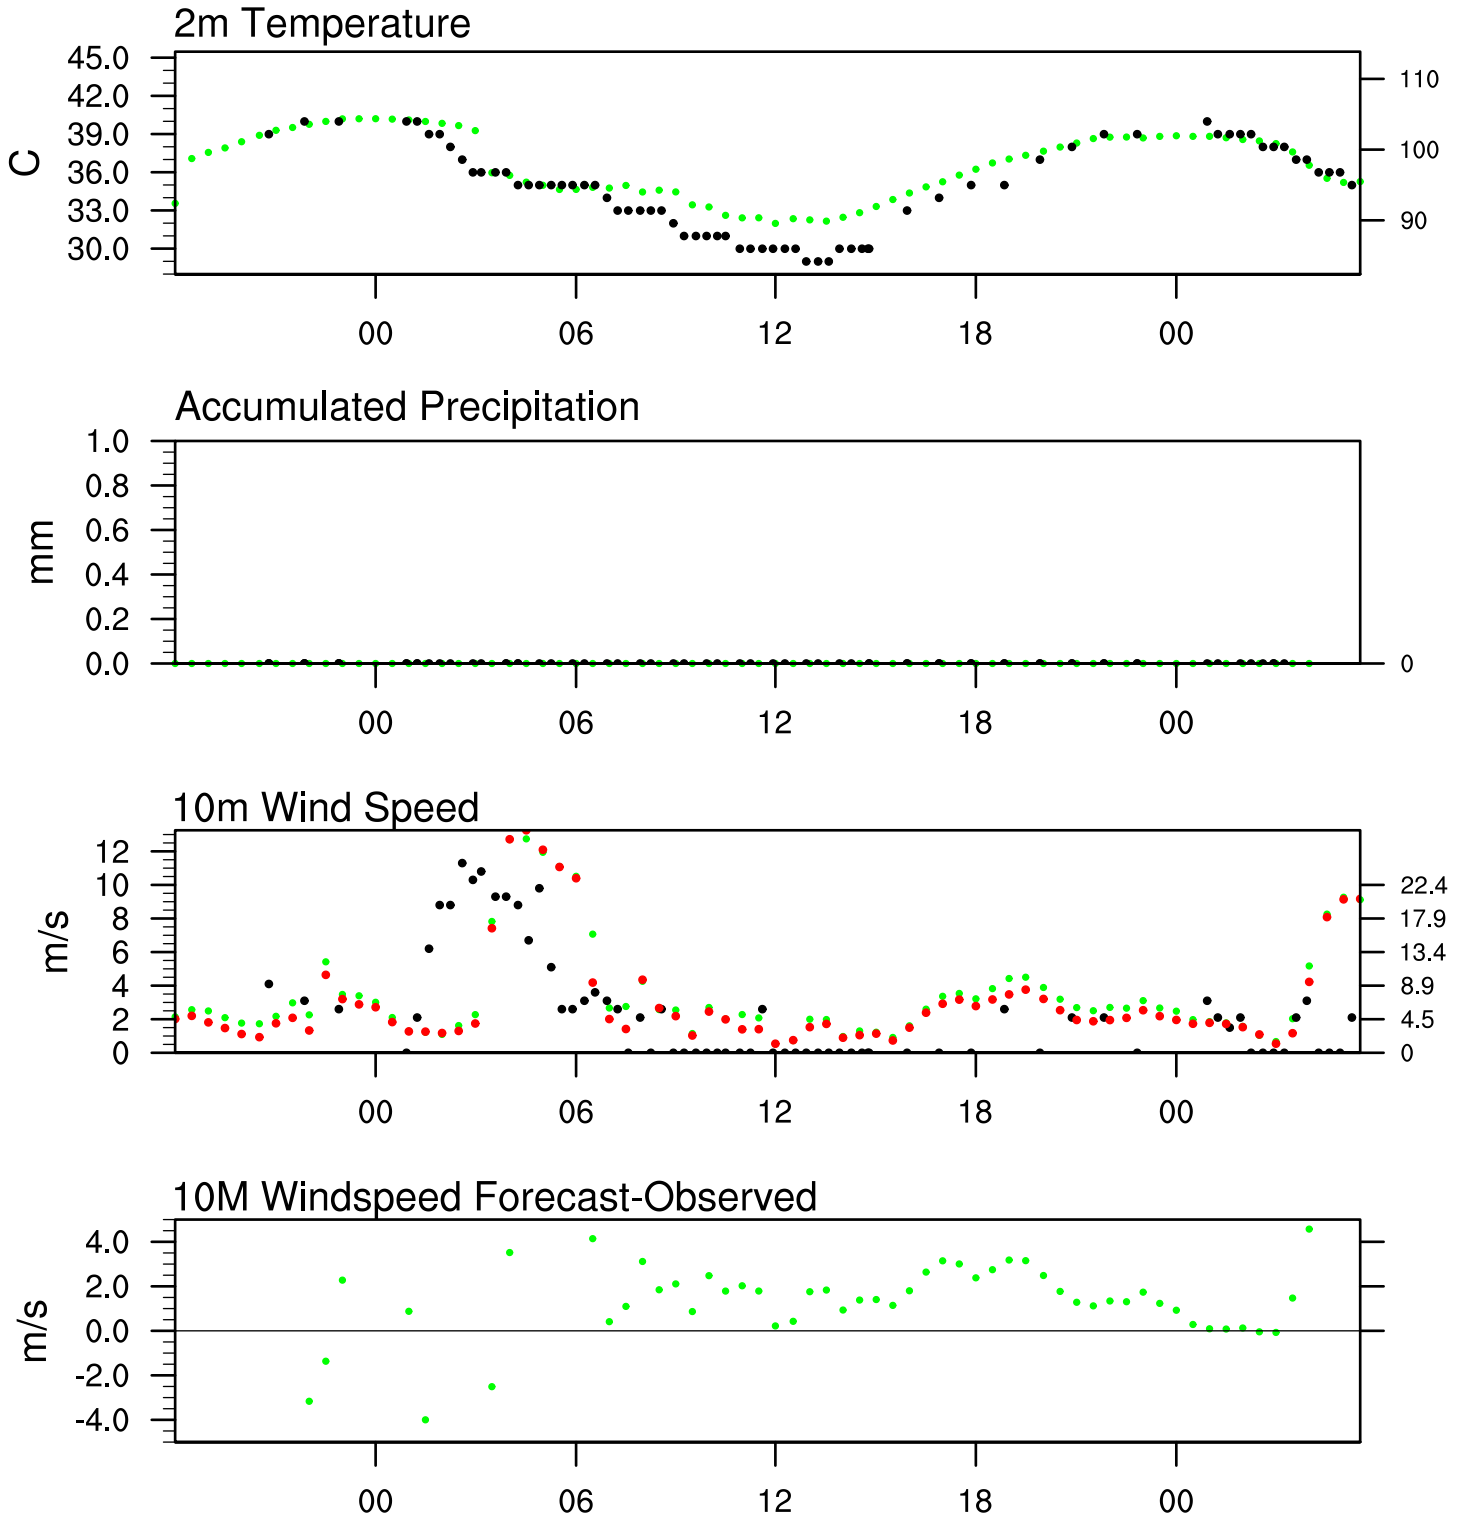 2m Temperature
C
45.0
42.0
39.0
36.0
33.0
30.0
110
100
90
00 06 12 18 00
Accumulated Precipitation
mm
1.0
0.8
0.6
0.4
0.2
0.0
0
00 06 12 18 00
10m Wind Speed
m/s
12
10
8
6
4
2
0
22.4
17.9
13.4
8.9
4.5
0
00 06 12 18 00
10M Windspeed Forecast-Observed
m/s
4.0
2.0
0.0
-2.0
-4.0
00 06 12 18 00